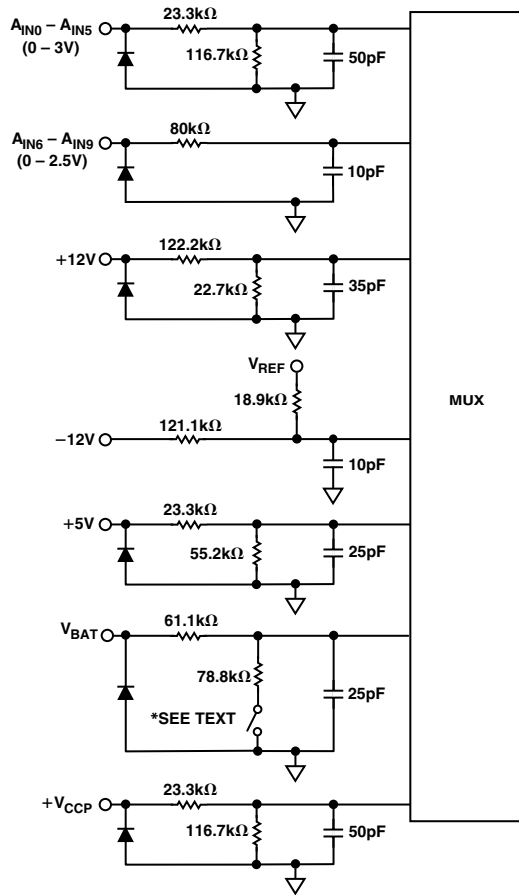 A_IN0 – A_IN5
(0 – 3V)
23.3kΩ
116.7kΩ
50pF
A_IN6 – A_IN9
(0 – 2.5V)
80kΩ
10pF
+12V
122.2kΩ
22.7kΩ
35pF
V_REF
18.9kΩ
MUX
–12V
121.1kΩ
10pF
+5V
23.3kΩ
55.2kΩ
25pF
V_BAT
61.1kΩ
78.8kΩ
*SEE TEXT
25pF
+V_CCP
23.3kΩ
116.7kΩ
50pF